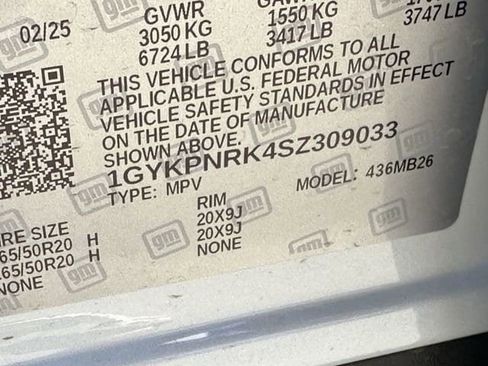 02/25
GVWR
3050 KG
6724 LB
1550 KG
3417 LB
3747 LB
THIS VEHICLE CONFORMS TO ALL
APPLICABLE U.S. FEDERAL MOTOR
VEHICLE SAFETY STANDARDS IN EFFECT
ON THE DATE OF MANUFACTURE
SHOWN ABOVE.
1GYKPNRK4SZ309033
TYPE: MPV
MODEL: 436MB26
RE SIZE
RIM
65/50R20 H
20X9J
65/50R20 H
20X9J
NONE
NONE
gm